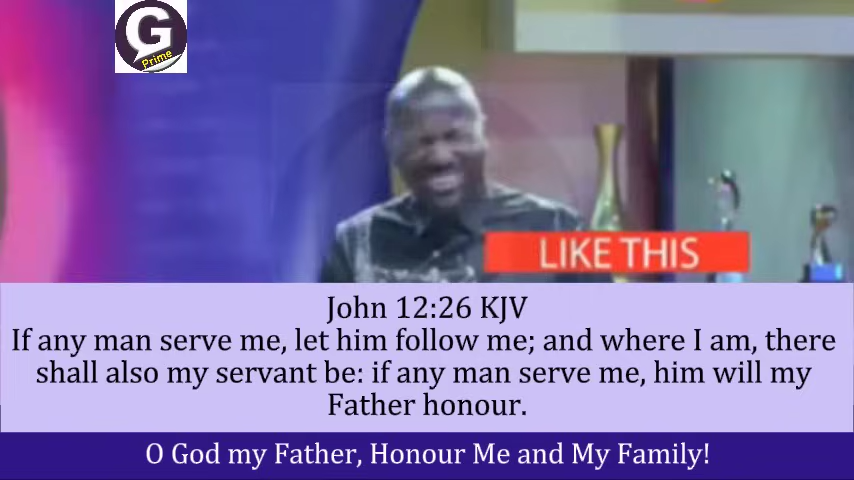 G
Prime
LIKE THIS
John 12:26 KJV
If any man serve me, let him follow me; and where I am, there
shall also my servant be: if any man serve me, him will my
Father honour.
O God my Father, Honour Me and My Family!